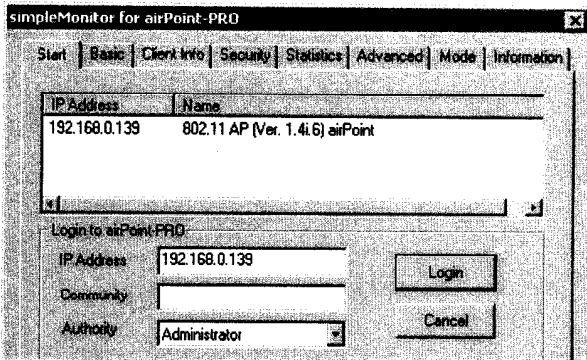 simpleMonitor for airPoint-PRO
Start Basic Client Info Security Statistics Advanced Mode Information
IP Address Name
192.168.0.139 802.11 AP (Ver. 1.4i.6) airPoint
Login to airPoint-PRO
IP Address 192.168.0.139
Login
Community
Cancel
Authority Administrator